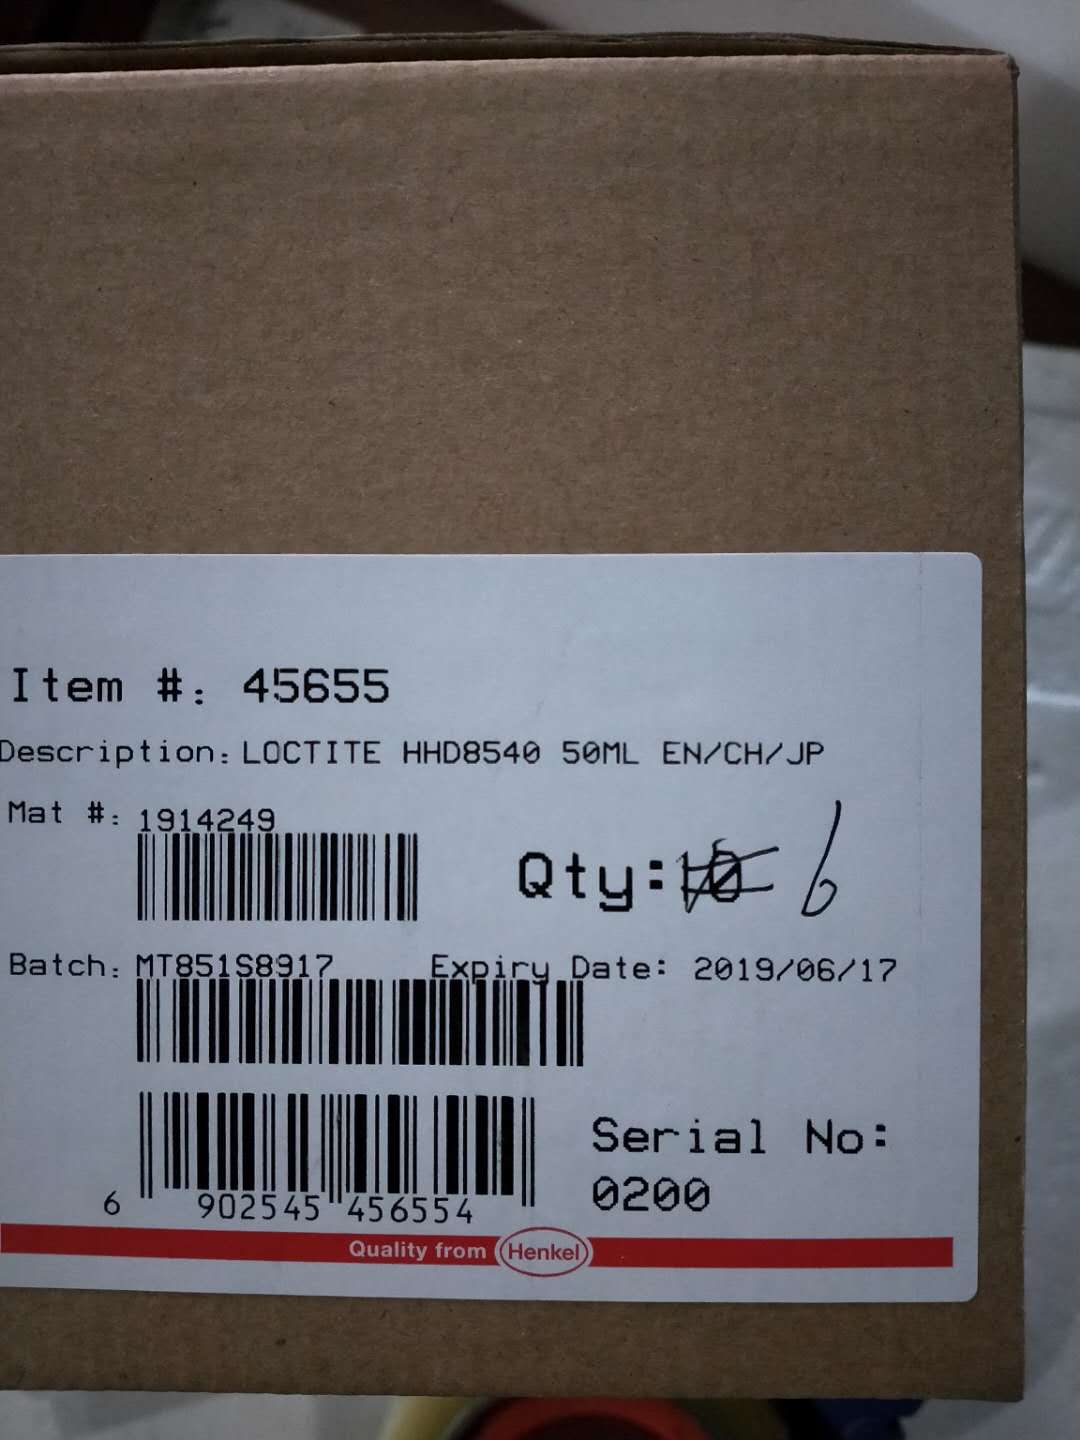 Item #: 45655
Description: LOCTITE HHD8540 50ML EN/CH/JP
Mat #: 1914249
Qty: 10 6
Batch: MT851S8917 Expiry Date: 2019/06/17
6 902545 456554
Serial No:
0200
Quality from Henkel